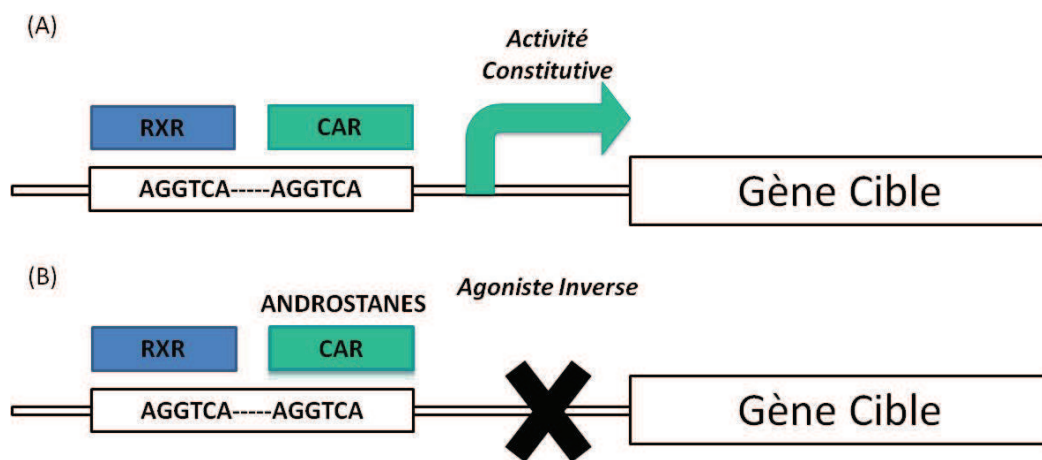 (A)
Activité
Constitutive
RXR CAR
AGGTCA-----AGGTCA
Gène Cible
(B)
ANDROSTANES
Agoniste Inverse
RXR CAR
AGGTCA-----AGGTCA
Gène Cible